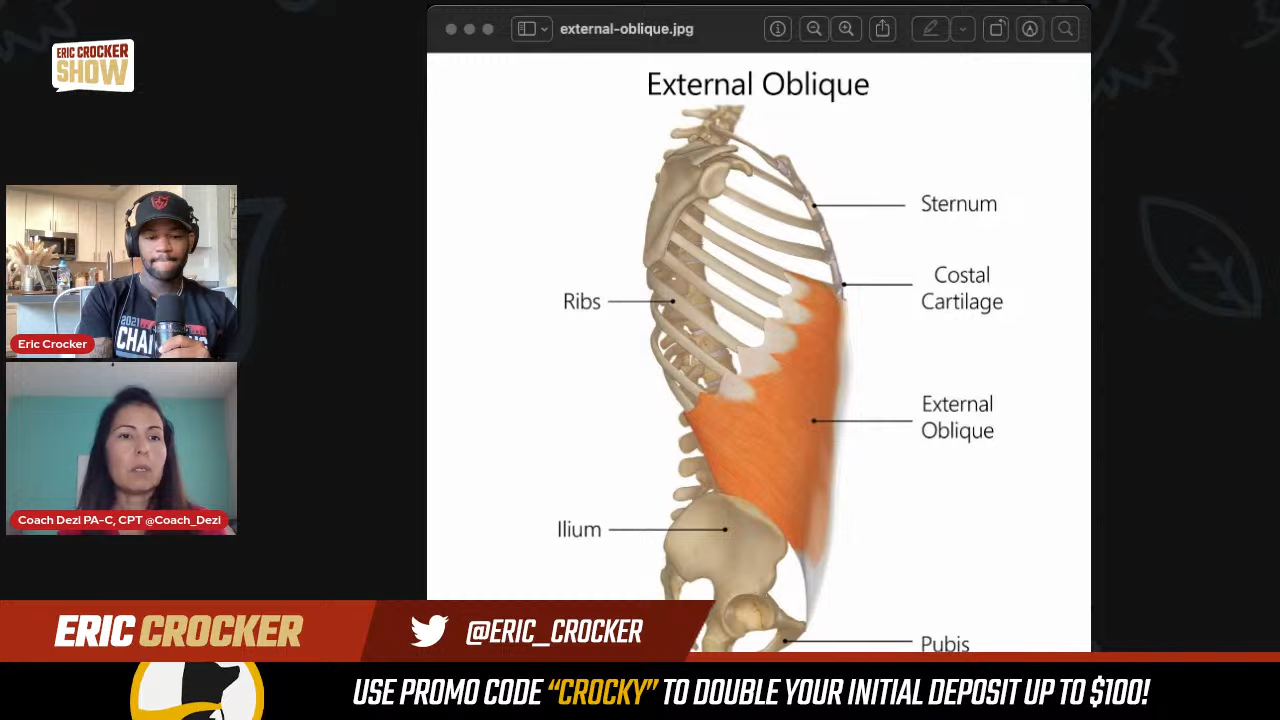 ERIC CROCKER
SHOW
external-oblique.jpg
External Oblique
Sternum
Costal
Cartilage
Ribs
External
Oblique
Ilium
Pubis
2021
Eric Crocker
Coach Dezi PA-C, CPT @Coach_Dezi
ERIC CROCKER
@ERIC_CROCKER
USE PROMO CODE “CROCKY” TO DOUBLE YOUR INITIAL DEPOSIT UP TO $100!